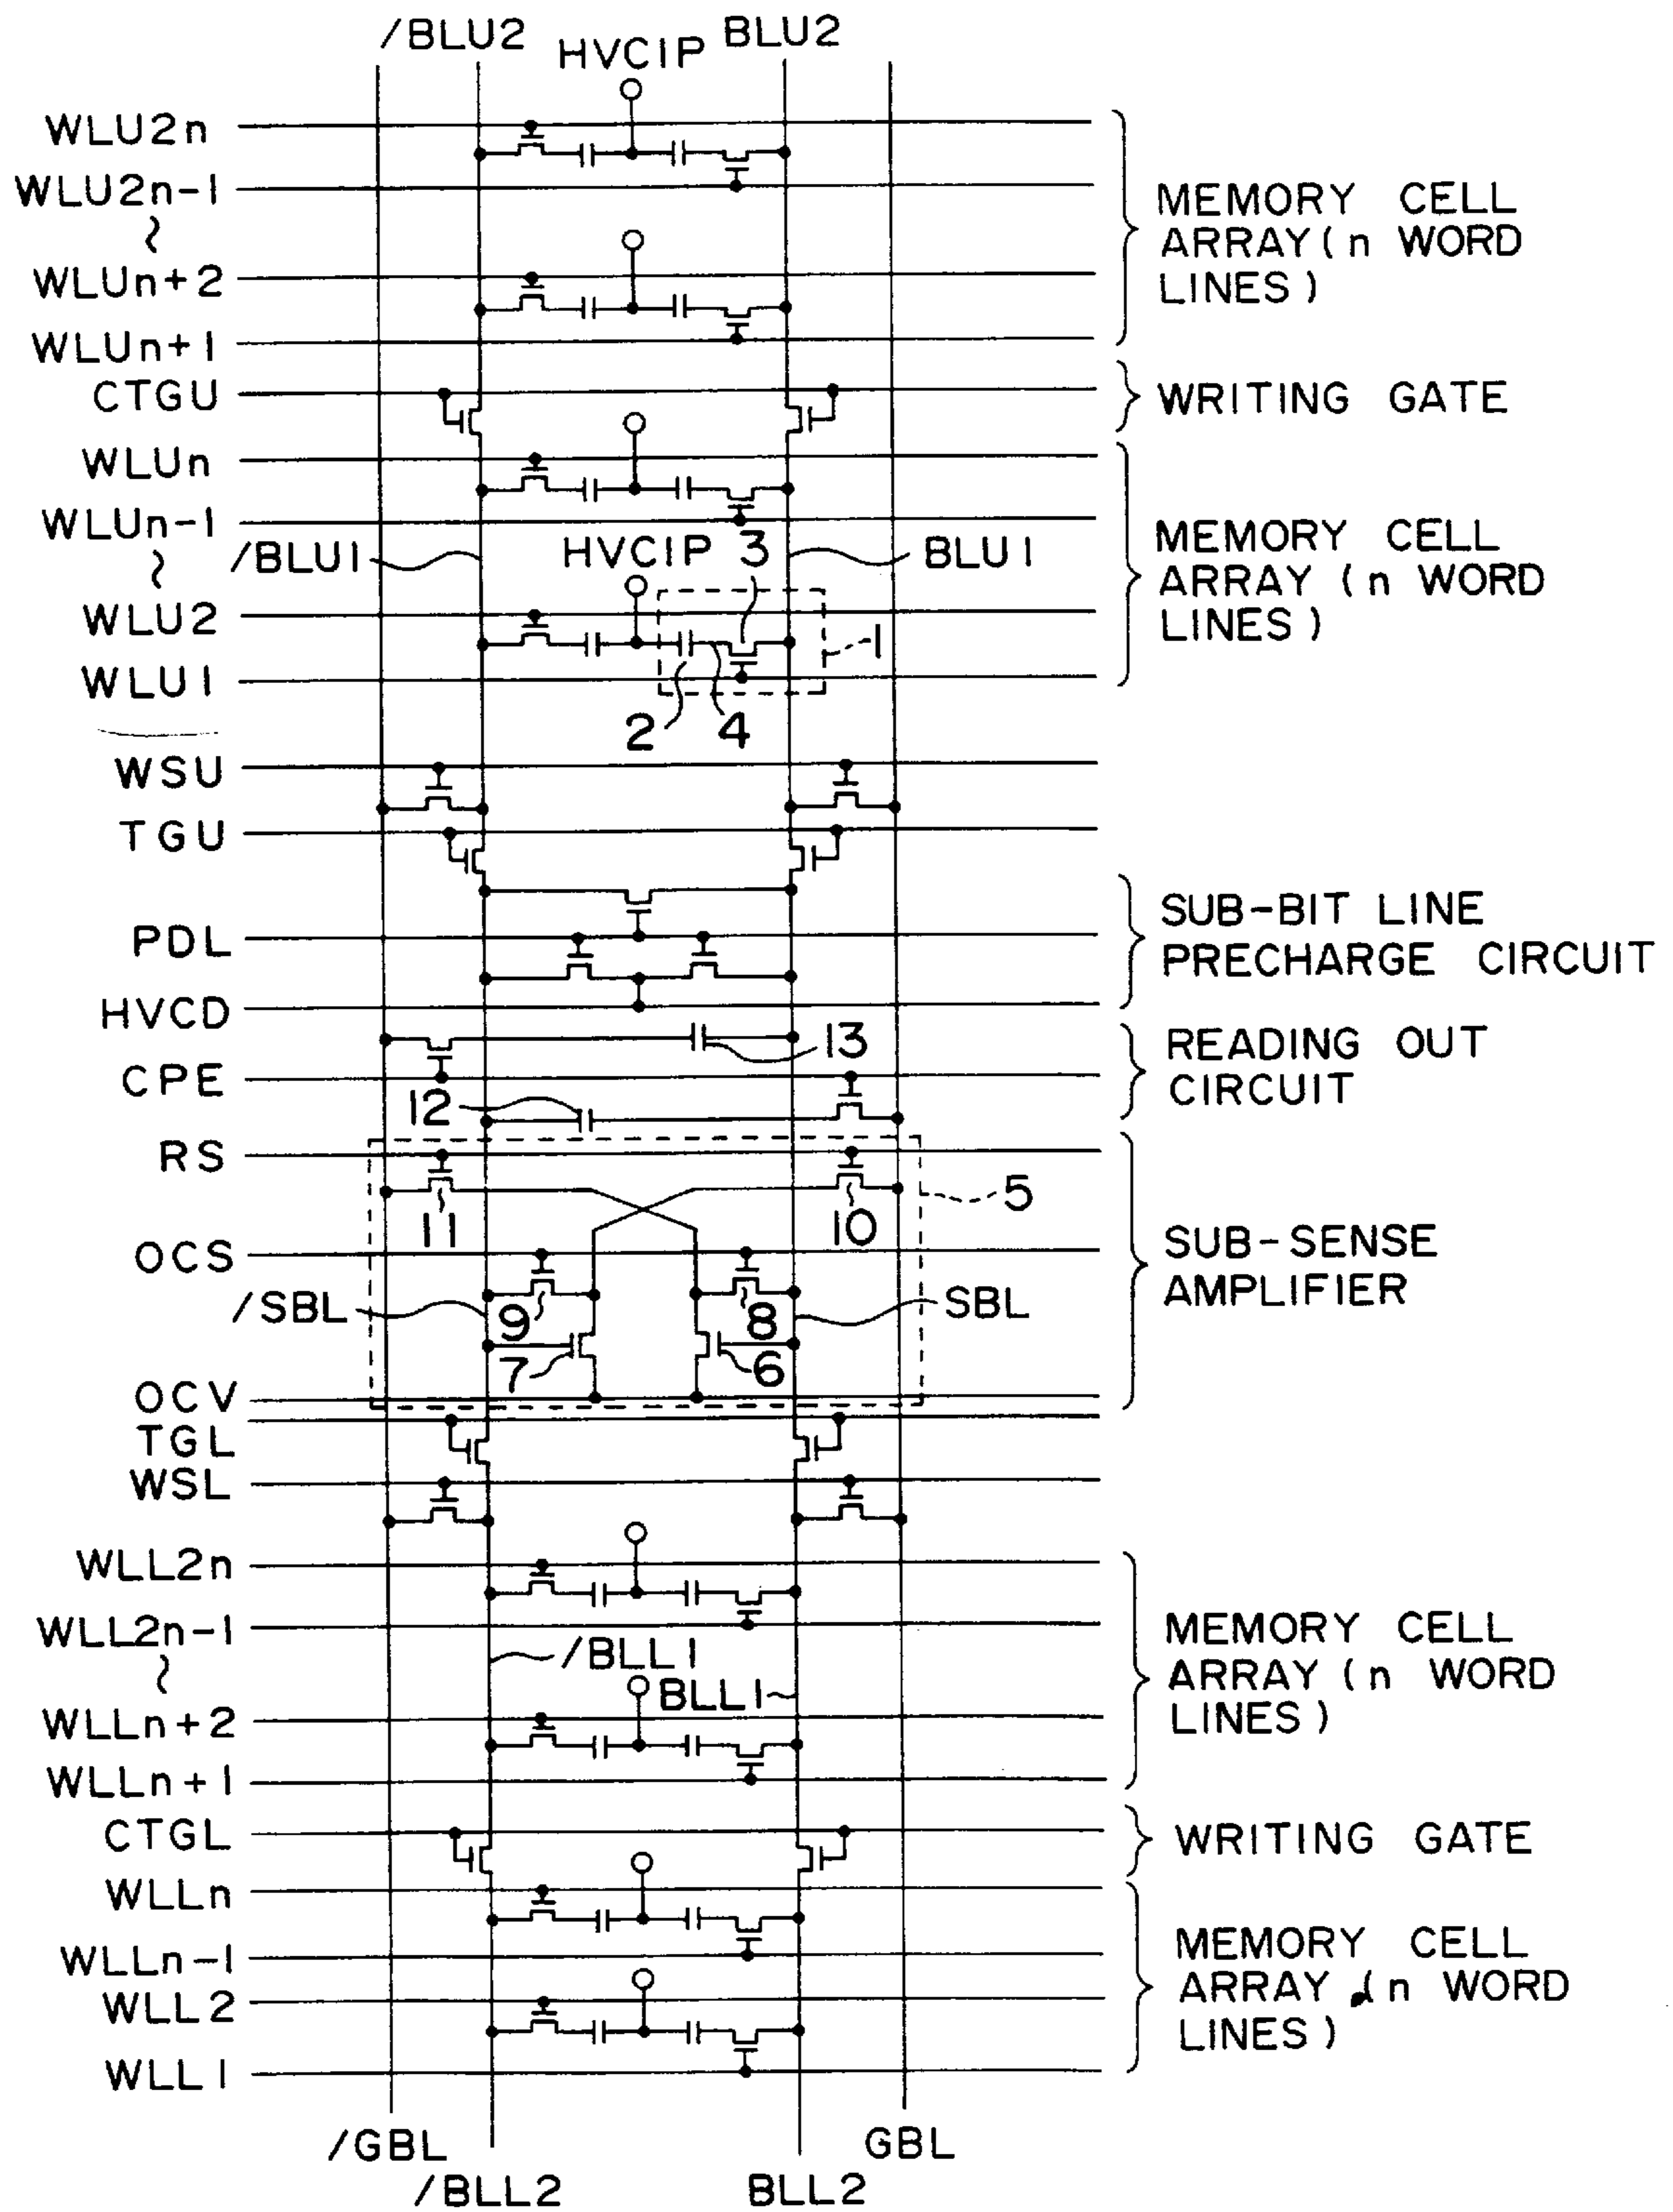 /BLU2 HVCIP BLU2
WLU2n
WLU2n-1
MEMORY CELL
ARRAY(n WORD
LINES)
~
WLUn+2
WLUn+1
CTGU
WRITING GATE
WLUn
WLUn-1
/BLU1 HVCIP 3 BLU1
MEMORY CELL
ARRAY (n WORD
LINES)
~
WLU2
1
WLU1
2 4
WSU
TGU
SUB-BIT LINE
PRECHARGE CIRCUIT
PDL
HVCD
13
READING OUT
CIRCUIT
CPE
12
RS
5
11 10
OCS
SUB-SENSE
AMPLIFIER
/SBL 9 8 SBL
7 6
OCV
TGL
WSL
WLL2n
WLL2n-1
/BLL1
MEMORY CELL
ARRAY (n WORD
LINES)
~
BLL1
WLLn+2
WLLn+1
CTGL
WRITING GATE
WLLn
WLLn-1
MEMORY CELL
ARRAY (n WORD
LINES)
WLL2
WLL1
/GBL GBL
/BLL2 BLL2